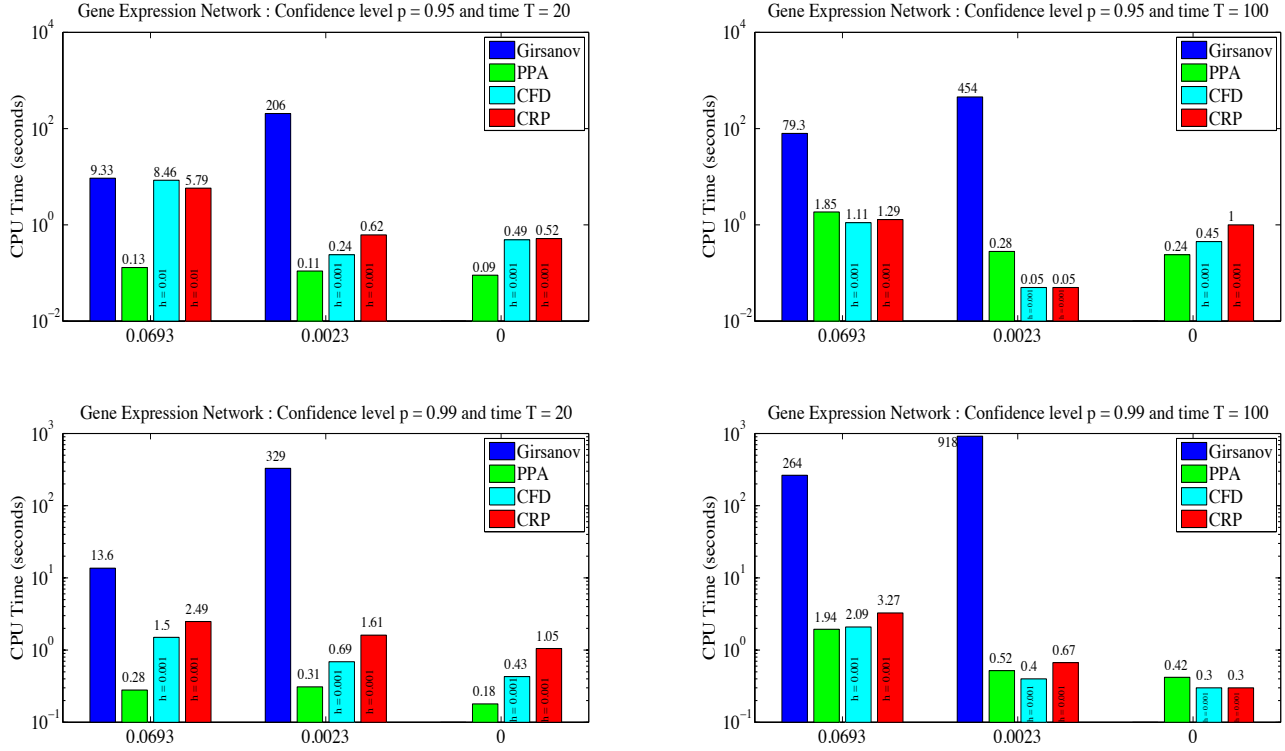 Gene Expression Network : Confidence level p = 0.95 and time T = 20
CPU Time (seconds)
10^4
10^2
10^0
10^-2
Girsanov
PPA
CFD
CRP
9.33
0.13
8.46
5.79
206
0.11
0.24
0.62
0.09
0.49
0.52
h = 0.01
h = 0.01
h = 0.001
h = 0.001
h = 0.001
h = 0.001
0.0693
0.0023
0
Gene Expression Network : Confidence level p = 0.95 and time T = 100
CPU Time (seconds)
10^4
10^2
10^0
10^-2
Girsanov
PPA
CFD
CRP
79.3
1.85
1.11
1.29
454
0.28
0.05
0.05
0.24
0.45
1
h = 0.001
h = 0.001
h = 0.001
h = 0.001
h = 0.001
h = 0.001
0.0693
0.0023
0
Gene Expression Network : Confidence level p = 0.99 and time T = 20
CPU Time (seconds)
10^3
10^2
10^1
10^0
10^-1
Girsanov
PPA
CFD
CRP
13.6
0.28
1.5
2.49
329
0.31
0.69
1.61
0.18
0.43
1.05
h = 0.001
h = 0.001
h = 0.001
h = 0.001
h = 0.001
h = 0.001
0.0693
0.0023
0
Gene Expression Network : Confidence level p = 0.99 and time T = 100
CPU Time (seconds)
10^3
10^2
10^1
10^0
10^-1
Girsanov
PPA
CFD
CRP
264
1.94
2.09
3.27
918
0.52
0.4
0.67
0.42
0.3
0.3
h = 0.001
h = 0.001
h = 0.001
h = 0.001
h = 0.001
h = 0.001
0.0693
0.0023
0